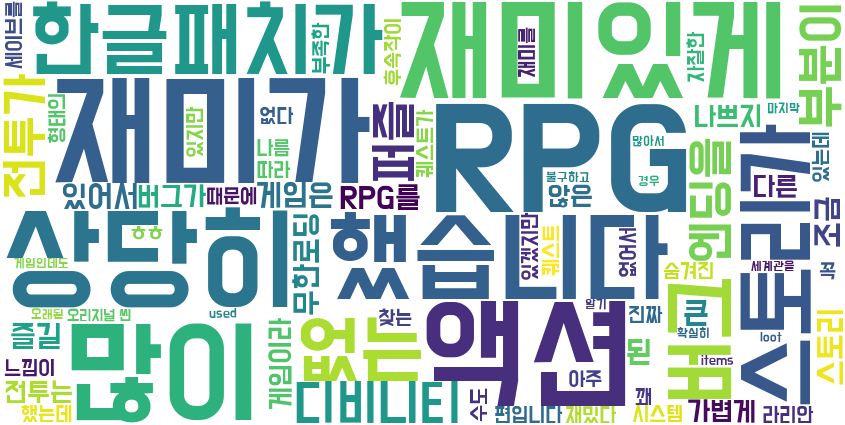 세이브를
한글패치가
부족한
후속작이
재미있게
재미를
자잘한
부분이
전투가
형태의
재미가
있지만
없다
나름
따라
퍼즐
퀘스트가
RPG
많아서
불구하고
경우
나쁘지
마지막
엔딩을
스토리가
있는데
있어서
버그가
때문에
게임은
RPG를
않은
다른
조금
상당히
ㅎㅎ
무한로딩
했습니다
있겠지만
퀘스트
없어서
숨겨진
세계관을
꼭
게임인데도
오래된
오리지널 씬
used
즐길
많이
찾는
없는
액션
알기
진짜
큰
확실히
버그
loot
스토리
느낌이
전투는
했는데
게임이라
디비니티
수도
편입니다
아주
재밌다
된
꽤
items
시스템
가볍게
라리안